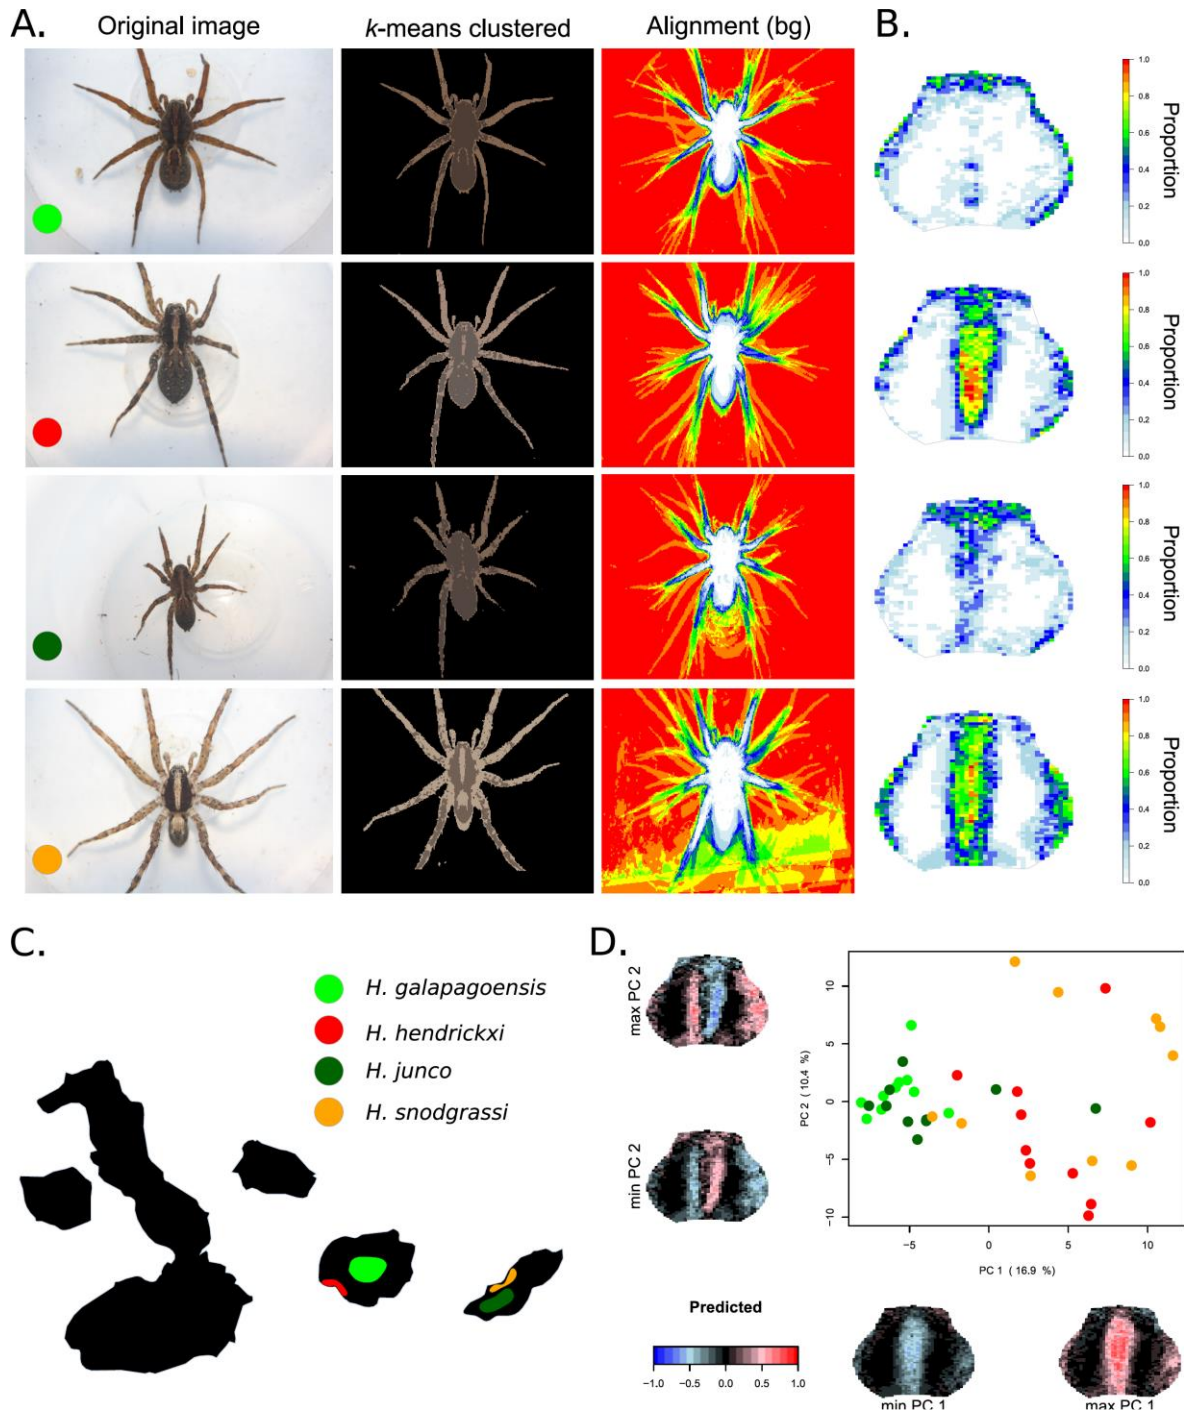 A.
Original image
k-means clustered
Alignment (bg)
B.
1.0
0.8
0.6
0.4
0.2
0.0
Proportion
1.0
0.8
0.6
0.4
0.2
0.0
Proportion
1.0
0.8
0.6
0.4
0.2
0.0
Proportion
1.0
0.8
0.6
0.4
0.2
0.0
Proportion
C.
H. galapagoensis
H. hendrickxi
H. junco
H. snodgrassi
D.
max PC 2
min PC 2
PC 2 ( 10.4 %)
10
5
0
−5
−10
−5
0
5
10
PC 1 ( 16.9 %)
Predicted
−1.0
−0.5
0.0
0.5
1.0
min PC 1
max PC 1